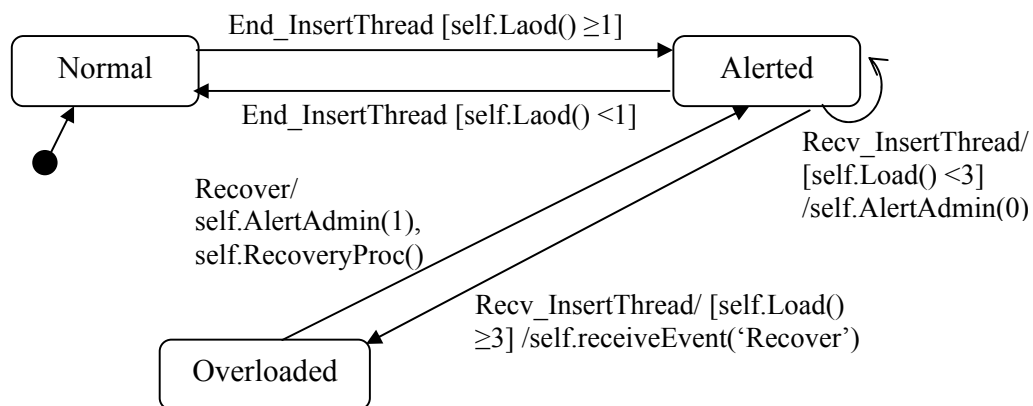 End_InsertThread [self.Laod() ≥1]
Normal
Alerted
End_InsertThread [self.Laod() <1]
Recv_InsertThread/
[self.Load() <3]
/self.AlertAdmin(0)
Recover/
self.AlertAdmin(1),
self.RecoveryProc()
Recv_InsertThread/ [self.Load()
≥3] /self.receiveEvent(‘Recover’)
Overloaded